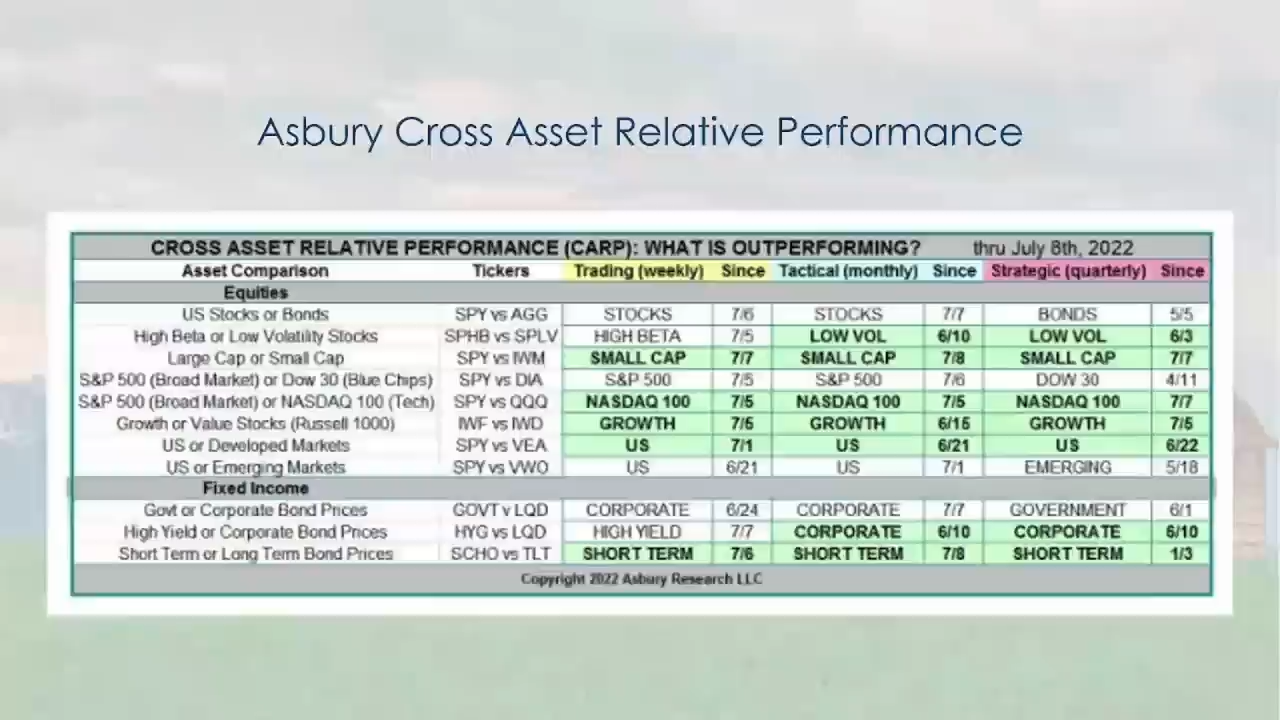 Asbury Cross Asset Relative Performance
CROSS ASSET RELATIVE PERFORMANCE (CARP): WHAT IS OUTPERFORMING? thru July 8th, 2022
Asset Comparison Tickers Trading (weekly) Since Tactical (monthly) Since Strategic (quarterly) Since
Equities
US Stocks or Bonds SPY vs AGG STOCKS 7/6 STOCKS 7/7 BONDS 5/5
High Beta or Low Volatility Stocks SPHB vs SPLV HIGH BETA 7/5 LOW VOL 6/10 LOW VOL 6/3
Large Cap or Small Cap SPY vs IWM SMALL CAP 7/7 SMALL CAP 7/8 SMALL CAP 7/7
S&P 500 (Broad Market) or Dow 30 (Blue Chips) SPY vs DIA S&P 500 7/5 S&P 500 7/6 DOW 30 4/11
S&P 500 (Broad Market) or NASDAQ 100 (Tech) SPY vs QQQ NASDAQ 100 7/5 NASDAQ 100 7/5 NASDAQ 100 7/7
Growth or Value Stocks (Russell 1000) IWF vs IWD GROWTH 7/5 GROWTH 6/15 GROWTH 7/5
US or Developed Markets SPY vs VEA US 7/1 US 6/21 US 6/22
US or Emerging Markets SPY vs VWO US 6/21 US 7/1 EMERGING 5/18
Fixed Income
Govt or Corporate Bond Prices GOVT v LQD CORPORATE 6/24 CORPORATE 7/7 GOVERNMENT 6/1
High Yield or Corporate Bond Prices HYG vs LQD HIGH YIELD 7/7 CORPORATE 6/10 CORPORATE 6/10
Short Term or Long Term Bond Prices SCHO vs TLT SHORT TERM 7/6 SHORT TERM 7/8 SHORT TERM 1/3
Copyright 2022 Asbury Research LLC